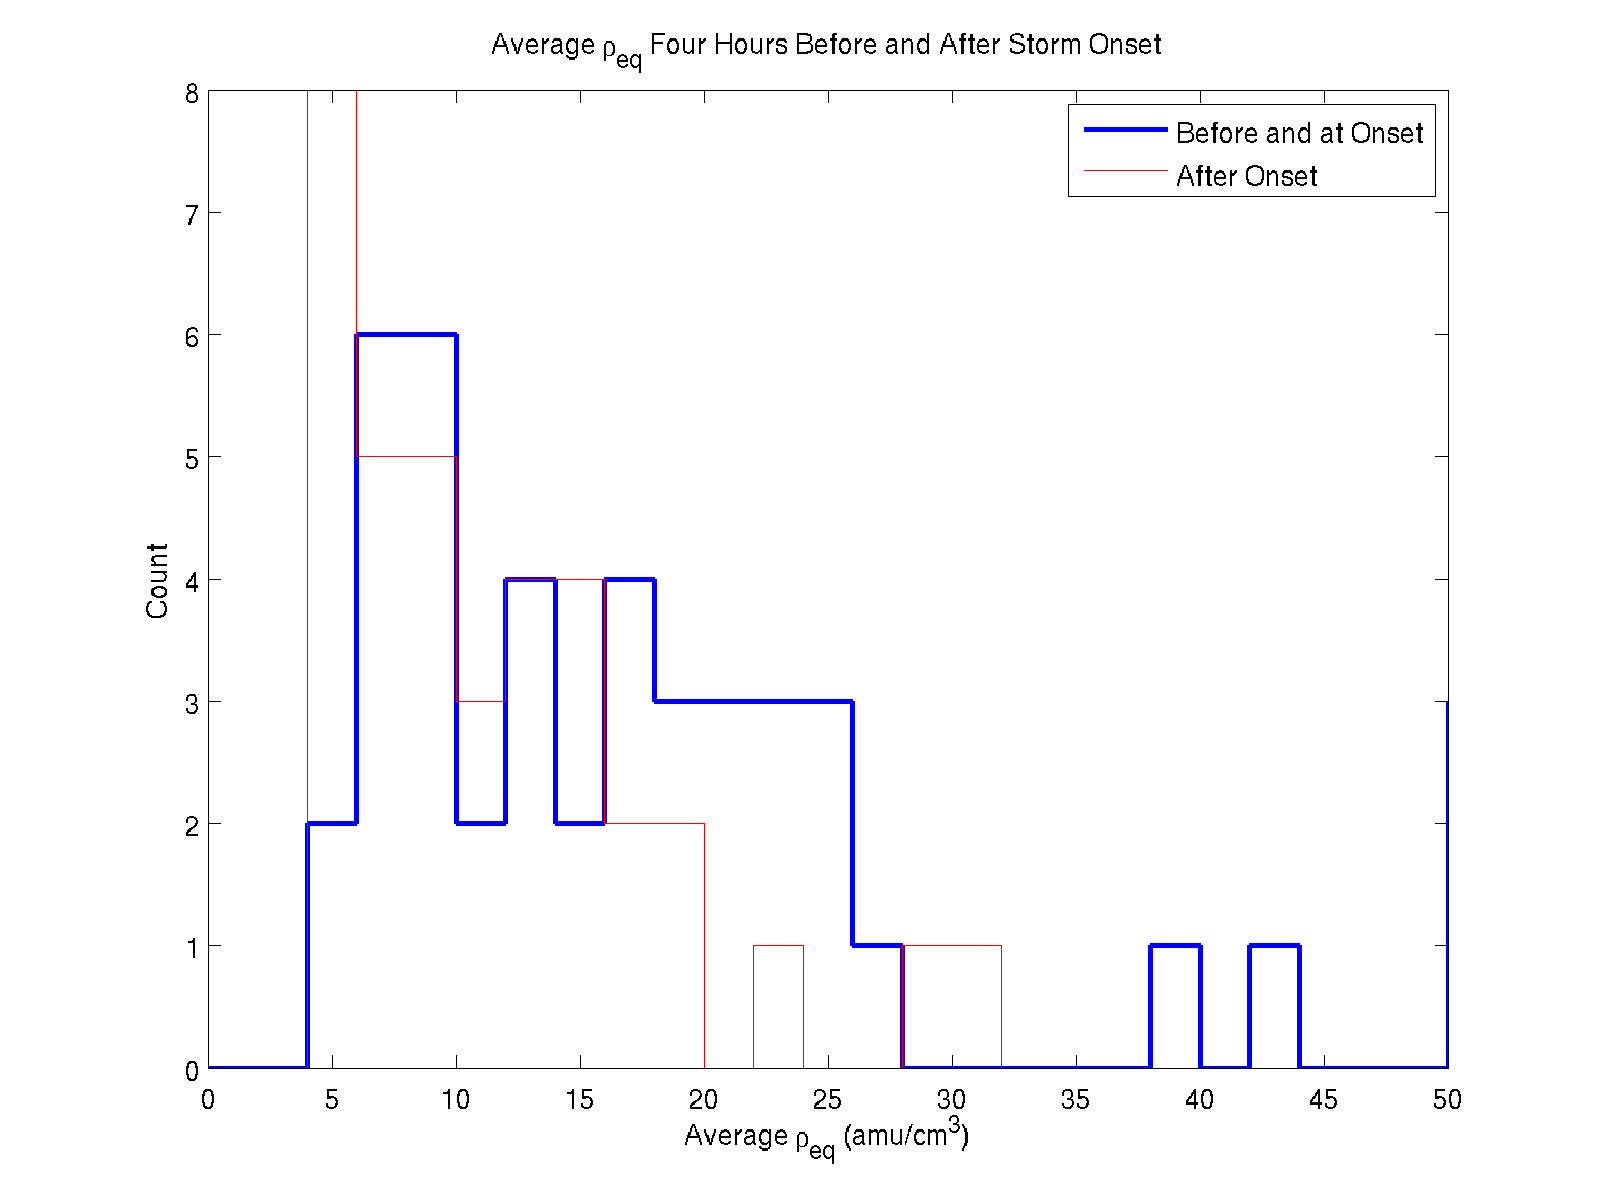 Average ρeq Four Hours Before and After Storm Onset
8
7
6
5
4
3
2
1
0
Count
Before and at Onset
After Onset
0 5 10 15 20 25 30 35 40 45 50
Average ρeq (amu/cm³)